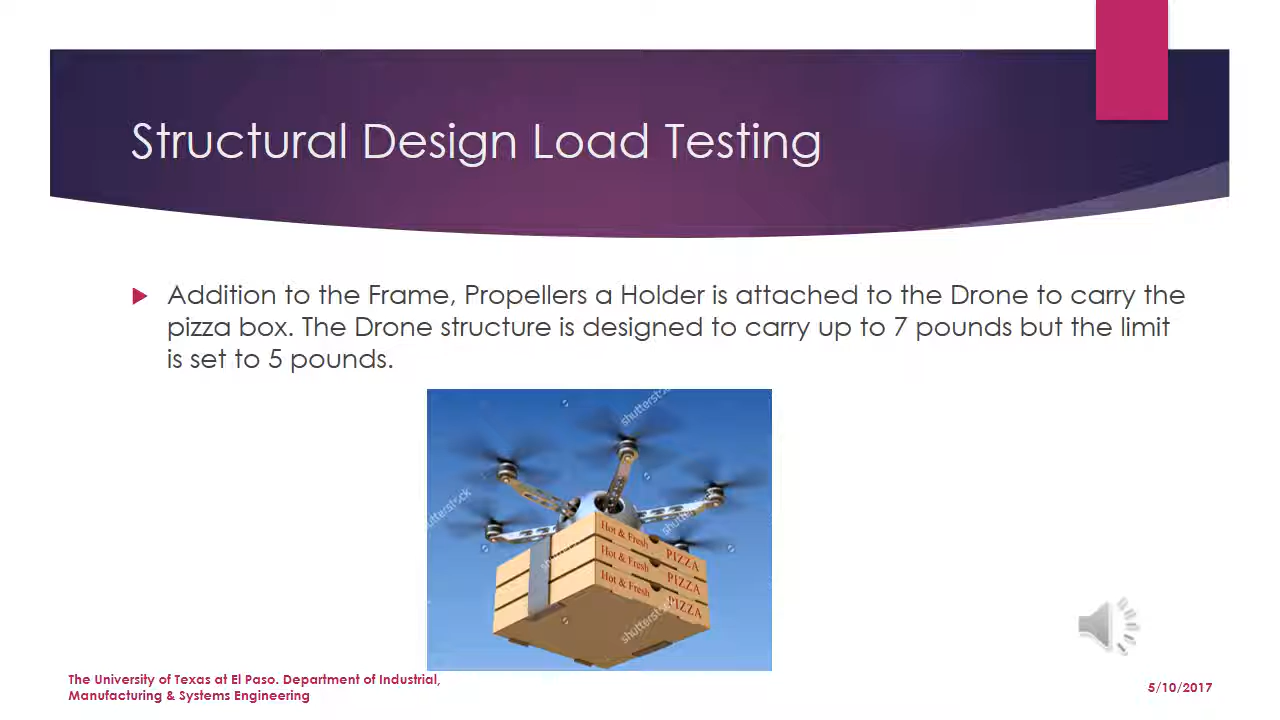 Structural Design Load Testing
Addition to the Frame, Propellers a Holder is attached to the Drone to carry the
pizza box. The Drone structure is designed to carry up to 7 pounds but the limit
is set to 5 pounds.
shutterstock
shutterstock
Hot & Fresh PIZZA
Hot & Fresh PIZZA
Hot & Fresh PIZZA
shutterstock
The University of Texas at El Paso. Department of Industrial,
Manufacturing & Systems Engineering
5/10/2017